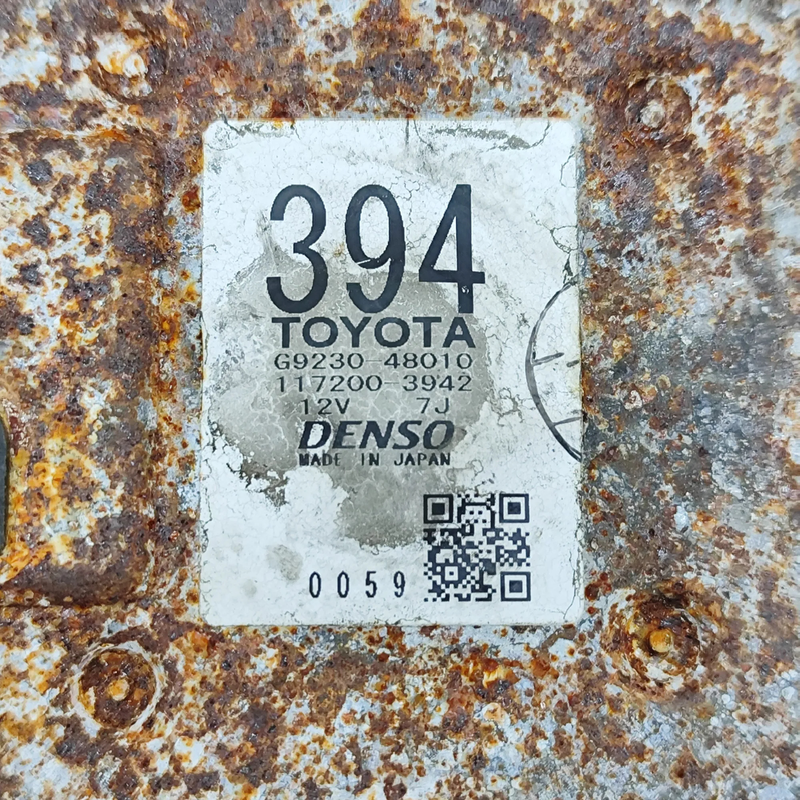 394
TOYOTA
G9230-48010
117200-3942
12V 7J
DENSO
MADE IN JAPAN
0059